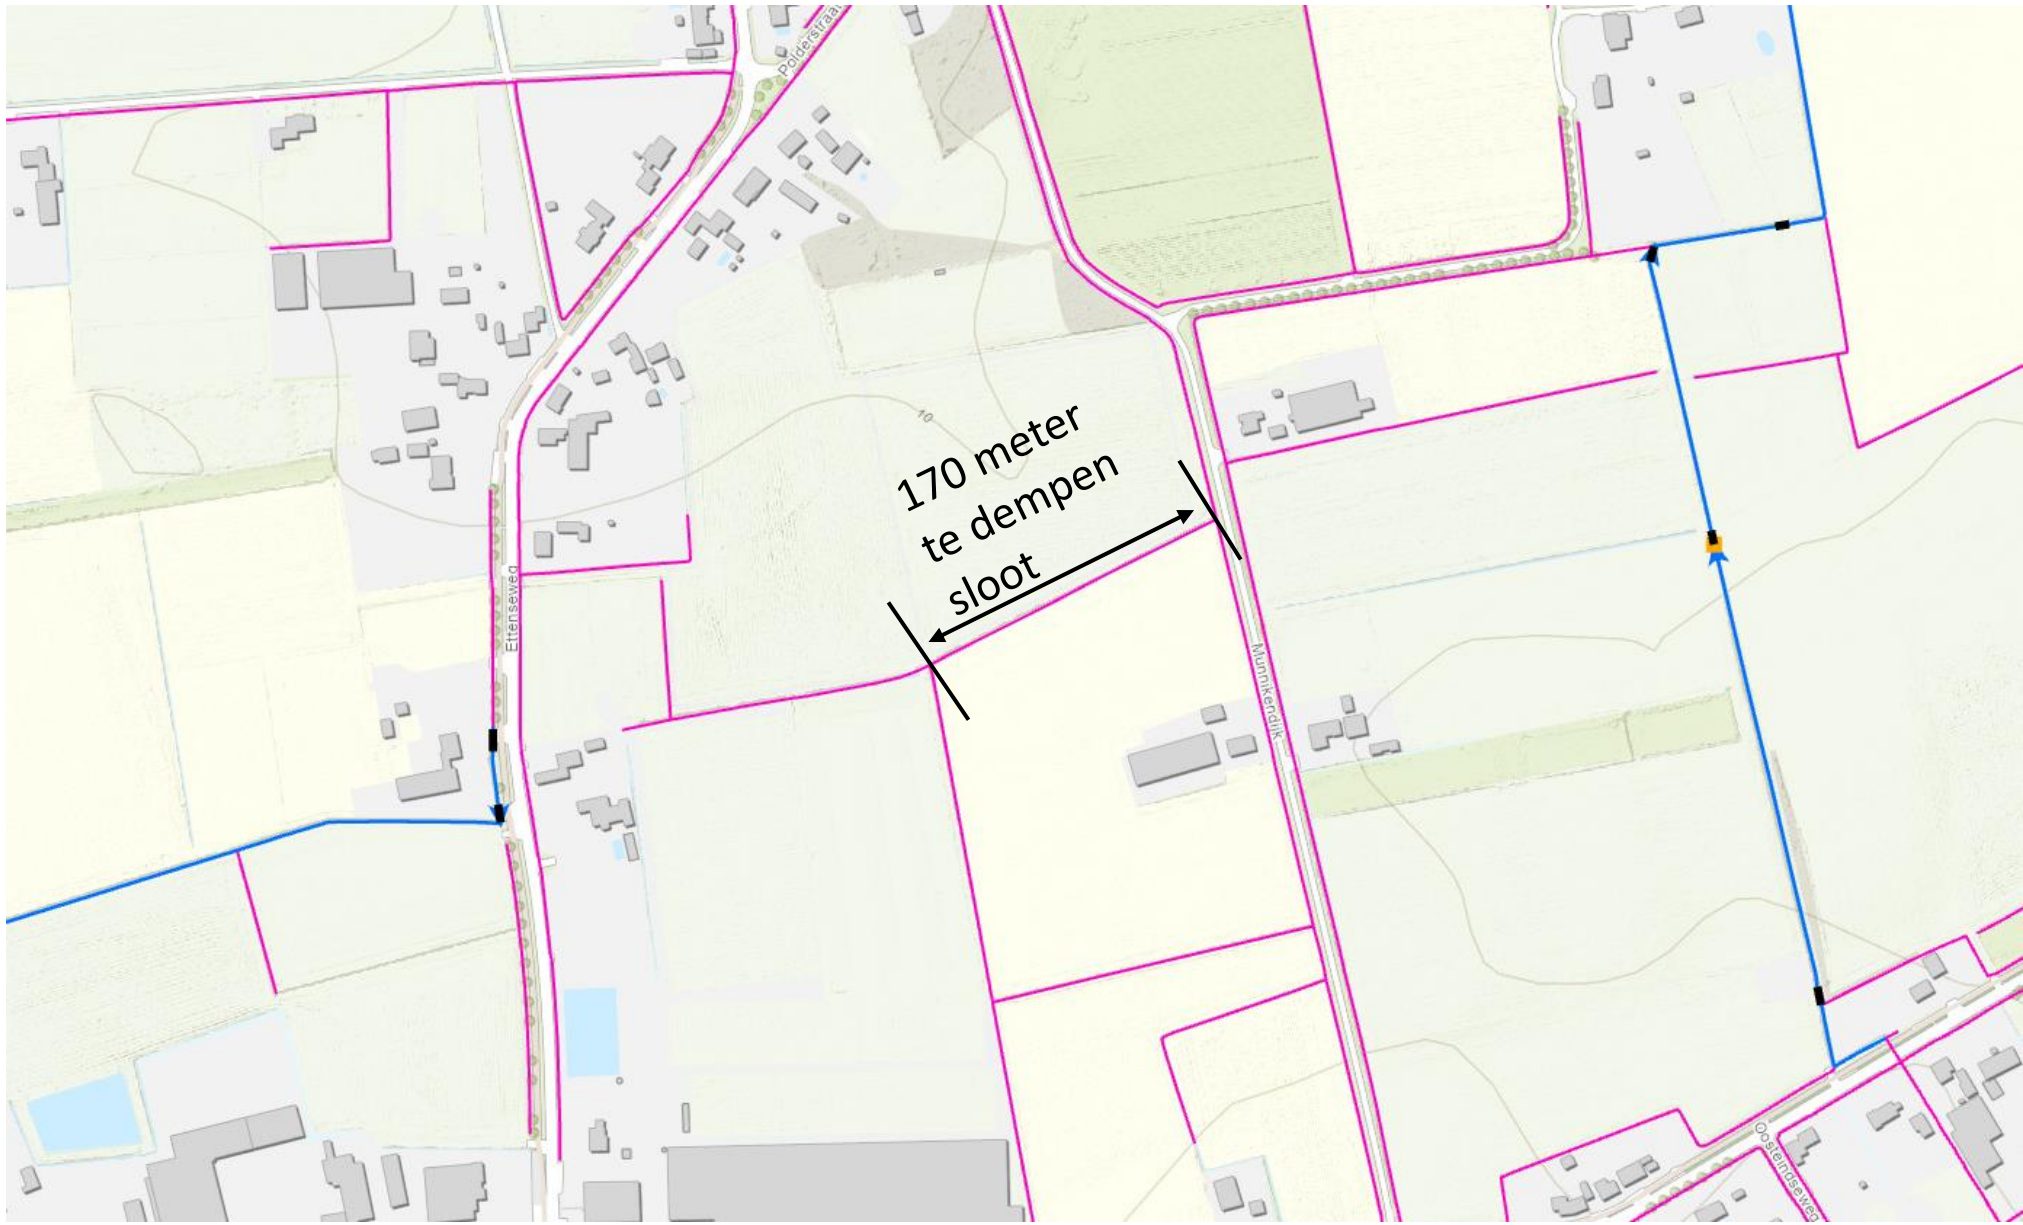 Polderstraat
10
170 meter
te dempen
sloot
Ettenseweg
Munnikendijk
Oosteindseweg